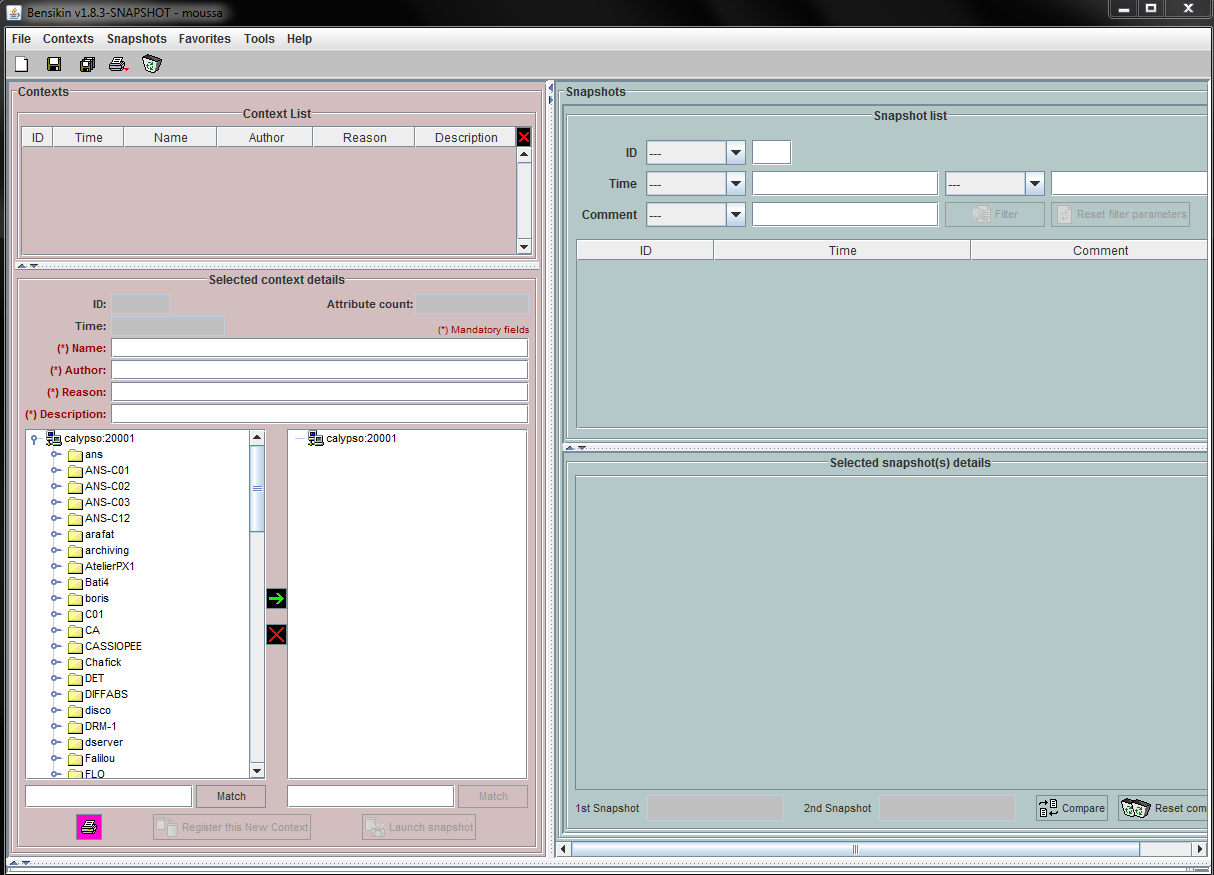 Bensikin v1.8.3-SNAPSHOT - moussa
File Contexts Snapshots Favorites Tools Help
Contexts
Context List
ID Time Name Author Reason Description
Selected context details
ID: Attribute count:
Time:
(*) Mandatory fields
(*) Name:
(*) Author:
(*) Reason:
(*) Description:
calypso:20001
ans
ANS-C01
ANS-C02
ANS-C03
ANS-C12
arafat
archiving
AtelierPX1
Bati4
boris
C01
CA
CASSIOPEE
Chafick
DET
DIFFABS
disco
DRM-1
dserver
Falilou
FLO
calypso:20001
Match Match
Register this New Context Launch snapshot
Snapshots
Snapshot list
ID ---
Time --- ---
Comment --- Filter Reset filter parameters
ID Time Comment
Selected snapshot(s) details
1st Snapshot 2nd Snapshot Compare Reset com